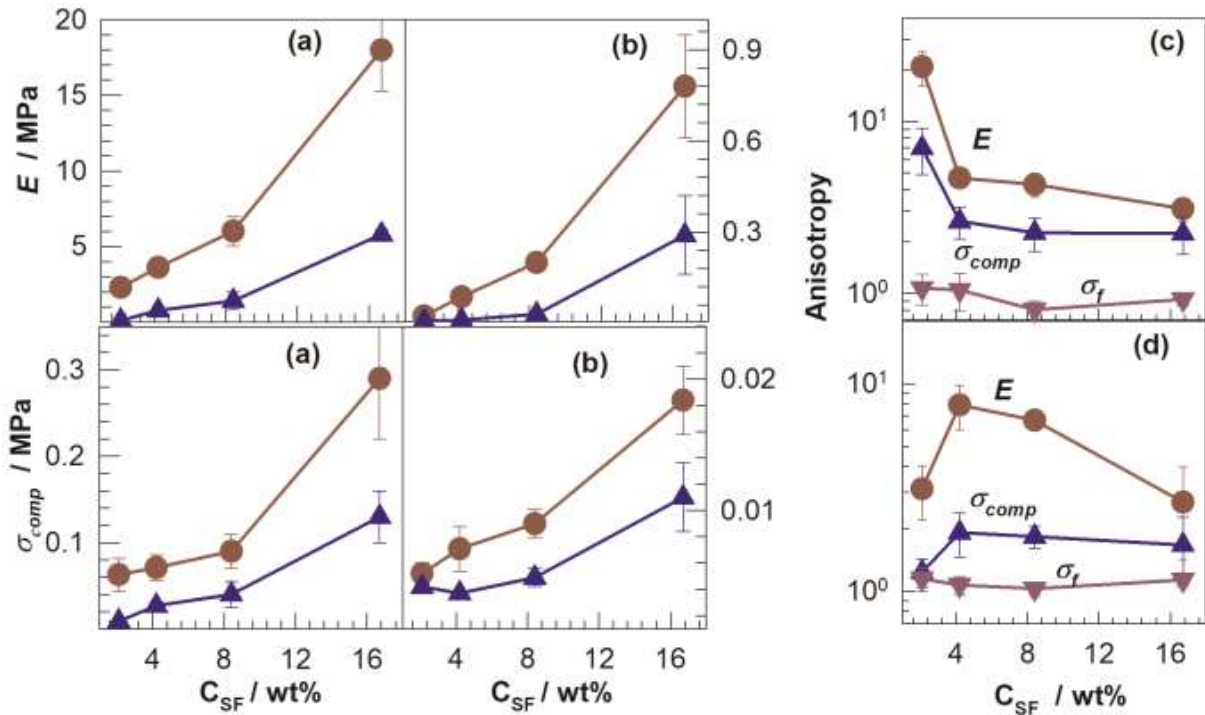 20
15
10
5
E / MPa
(a)
(b)
0.9
0.6
0.3
0.3
0.2
0.1
σcomp / MPa
(a)
(b)
0.02
0.01
4 8 12 16
4 8 12 16
CSF / wt%
CSF / wt%
Anisotropy
(c)
10¹
10⁰
E
σcomp
σf
(d)
10¹
10⁰
E
σcomp
σf
4 8 12 16
CSF / wt%